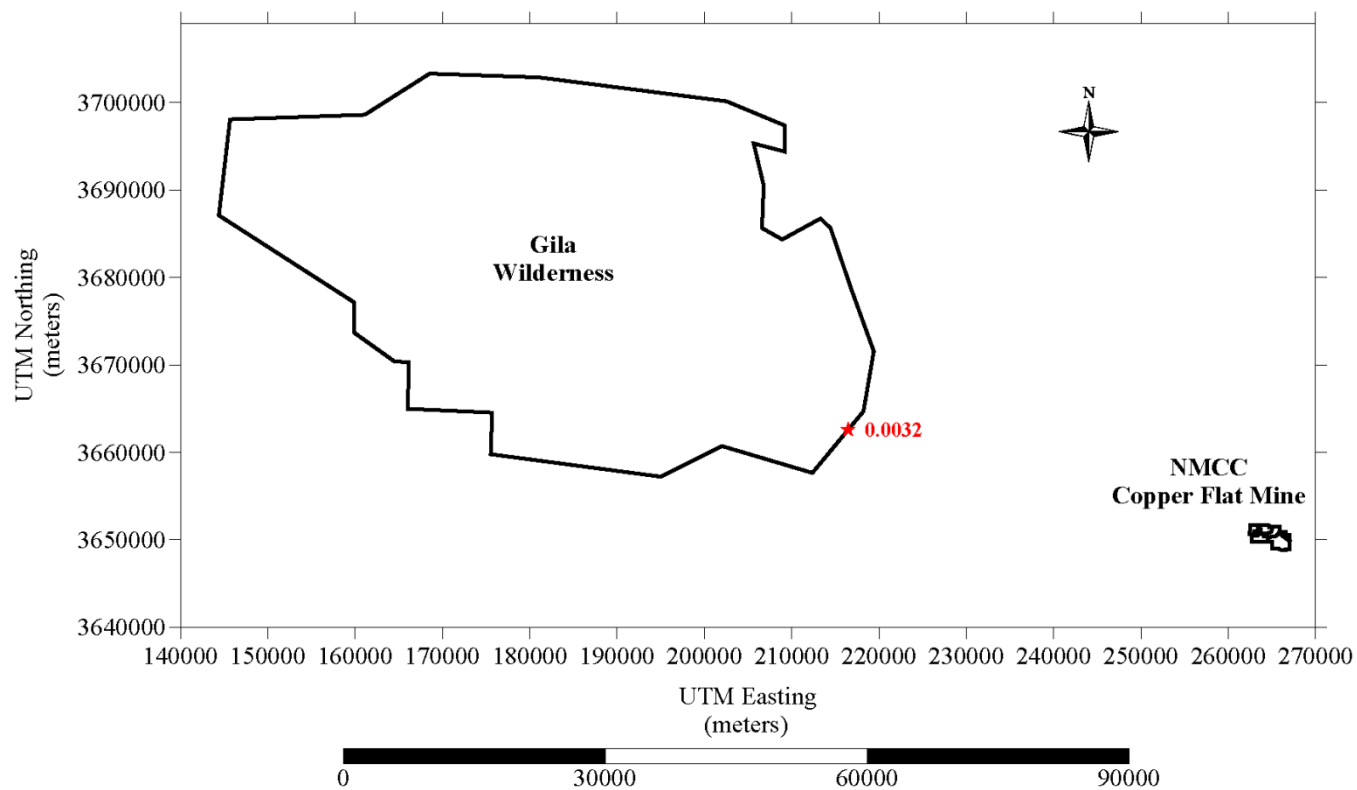 3700000
3690000
3680000
3670000
3660000
3650000
3640000
UTM Northing
(meters)
N
Gila
Wilderness
0.0032
NMCC
Copper Flat Mine
140000 150000 160000 170000 180000 190000 200000 210000 220000 230000 240000 250000 260000 270000
UTM Easting
(meters)
0 30000 60000 90000